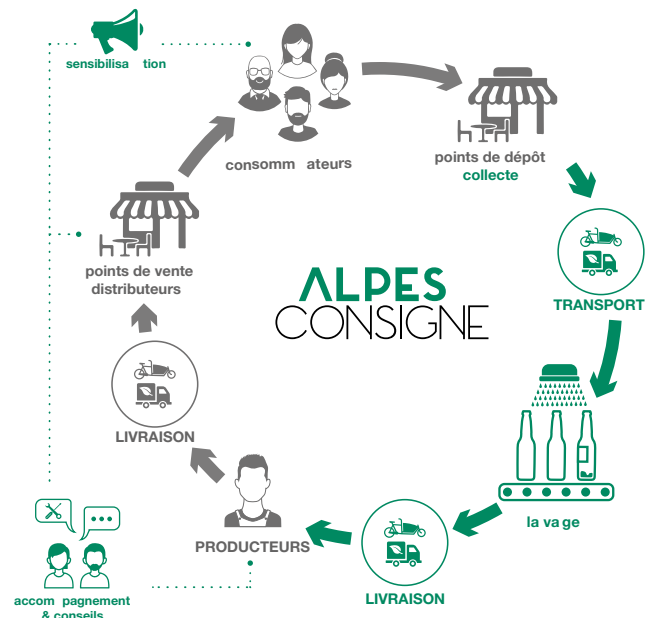 sensibilisa tion
consomm ateurs
points de dépôt
collecte
points de vente
distributeurs
TRANSPORT
ALPES
CONSIGNE
LIVRAISON
la va ge
PRODUCTEURS
LIVRAISON
accom pagnement
& conseils